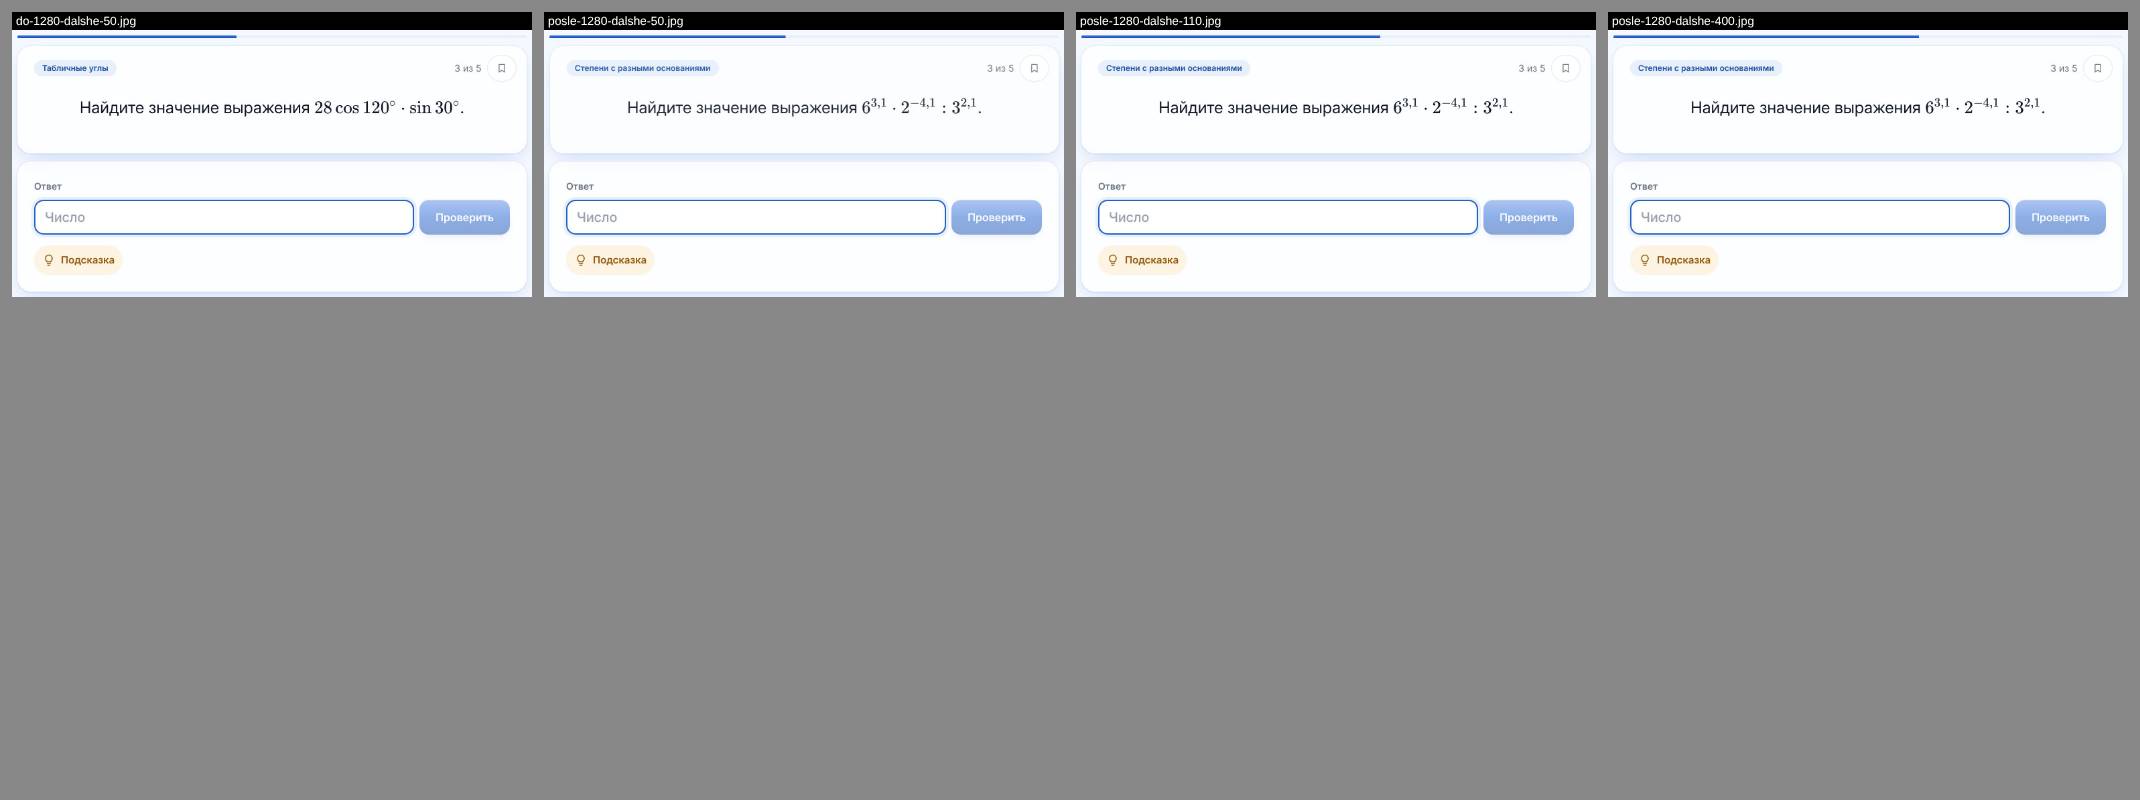 do-1280-dalshe-50.jpg
Табличные углы
3 из 5
Найдите значение выражения 28 cos 120° · sin 30°.
Ответ
Число
Проверить
Подсказка
posle-1280-dalshe-50.jpg
Степени с разными основаниями
3 из 5
Найдите значение выражения 6^{3,1} · 2^{−4,1} : 3^{2,1}.
Ответ
Число
Проверить
Подсказка
posle-1280-dalshe-110.jpg
Степени с разными основаниями
3 из 5
Найдите значение выражения 6^{3,1} · 2^{−4,1} : 3^{2,1}.
Ответ
Число
Проверить
Подсказка
posle-1280-dalshe-400.jpg
Степени с разными основаниями
3 из 5
Найдите значение выражения 6^{3,1} · 2^{−4,1} : 3^{2,1}.
Ответ
Число
Проверить
Подсказка